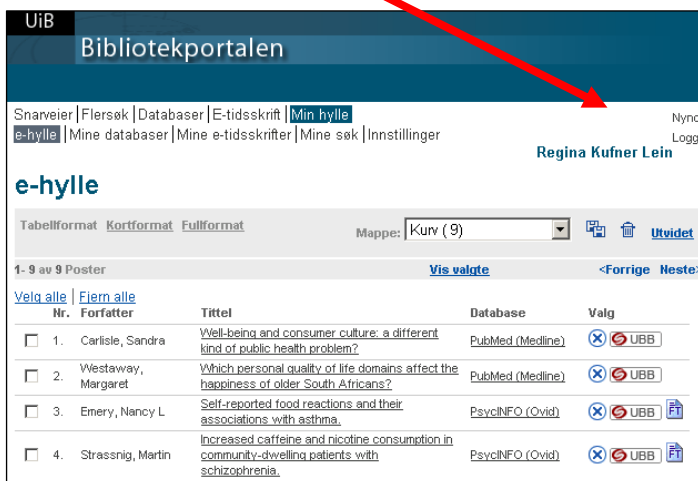 UiB
Bibliotekportalen
Snarveier | Flersøk | Databaser | E-tidsskrift | Min hylle
Nyno
e-hylle | Mine databaser | Mine e-tidsskrifter | Mine søk | Innstillinger
Logg
Regina Kufner Lein
e-hylle
Tabellformat Kortformat Fullformat Mappe: Kurv ( 9) Utvidet
1- 9 av 9 Poster Vis valgte <Forrige Neste>
Velg alle | Fjern alle
Nr. Forfatter Tittel Database Valg
1. Carlisle, Sandra Well-being and consumer culture: a different PubMed (Medline) UBB
kind of public health problem?
2. Westaway, Which personal quality of life domains affect the PubMed (Medline) UBB
Margaret happiness of older South Africans?
3. Emery, Nancy L Self-reported food reactions and their PsycINFO (Ovid) UBB FT
associations with asthma.
Increased caffeine and nicotine consumption in
4. Strassnig, Martin community-dwelling patients with PsycINFO (Ovid) UBB FT
schizophrenia.